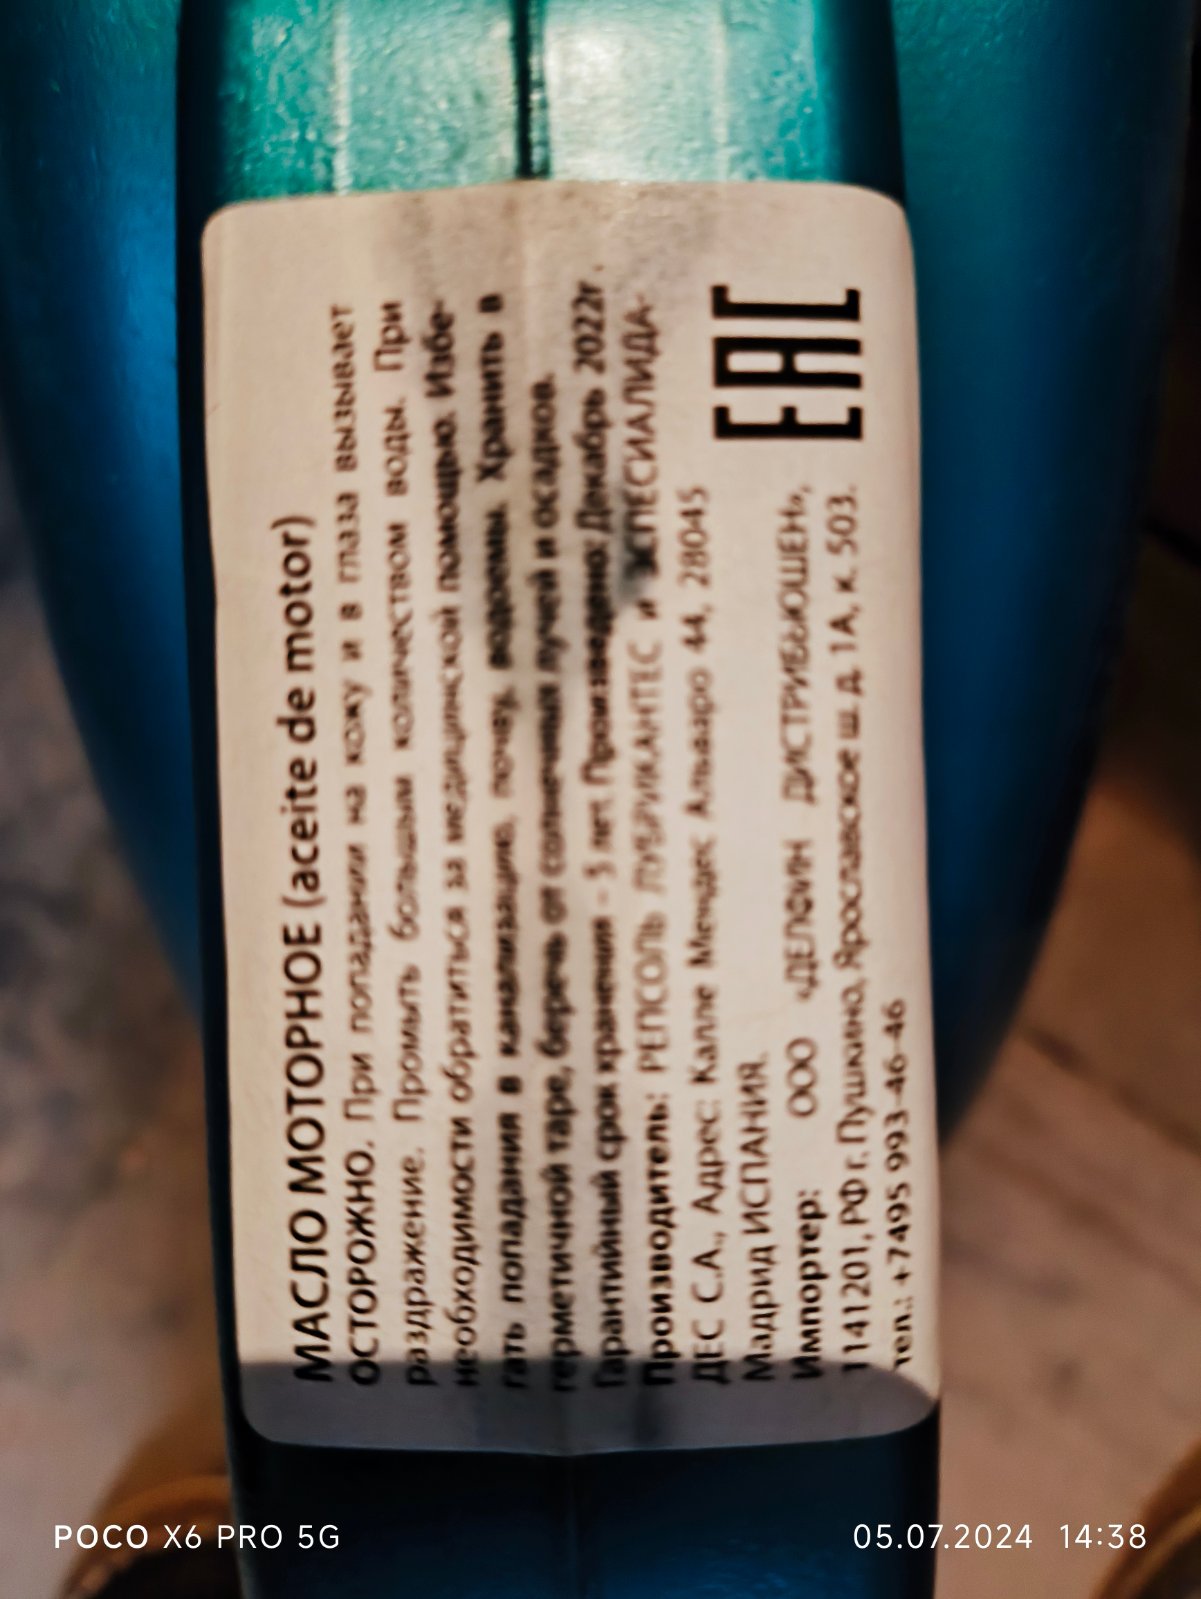 МАСЛО МОТОРНОЕ (aceite de motor)
ОСТОРОЖНО. При попадании на кожу и в глаза вызывает
раздражение. Промыть большим количеством воды. При
необходимости обратиться за медицинской помощью. Избе-
гать попадания в канализацию, почву, водоемы. Хранить в
герметичной таре, беречь от солнечных лучей и осадков.
Гарантийный срок хранения - 5 лет. Произведено: Декабрь 2022г.
Производитель: РЕПСОЛЬ ЛУБРИКАНТЕС и ЭСПЕСИАЛИДА-
ДЕС С.А., Адрес: Калле Мендес Альваро 44, 28045
Мадрид ИСПАНИЯ.
Импортер: ООО «ДЕЛФИН ДИСТРИБЬЮШЕН»,
1141201, РФ г. Пушкино, Ярославское ш. д. 1А, к. 503.
тел.: +7495 993-46-46
EAC
POCO X6 PRO 5G
05.07.2024 14:38